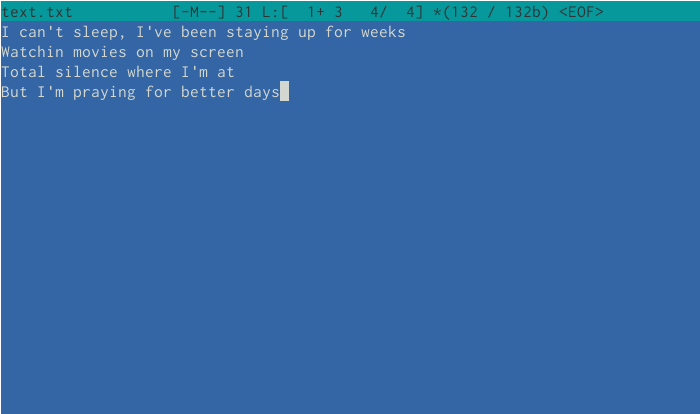 text.txt [-M--] 31 L:[ 1+ 3 4/ 4] *(132 / 132b) <EOF>
I can't sleep, I've been staying up for weeks
Watchin movies on my screen
Total silence where I'm at
But I'm praying for better days